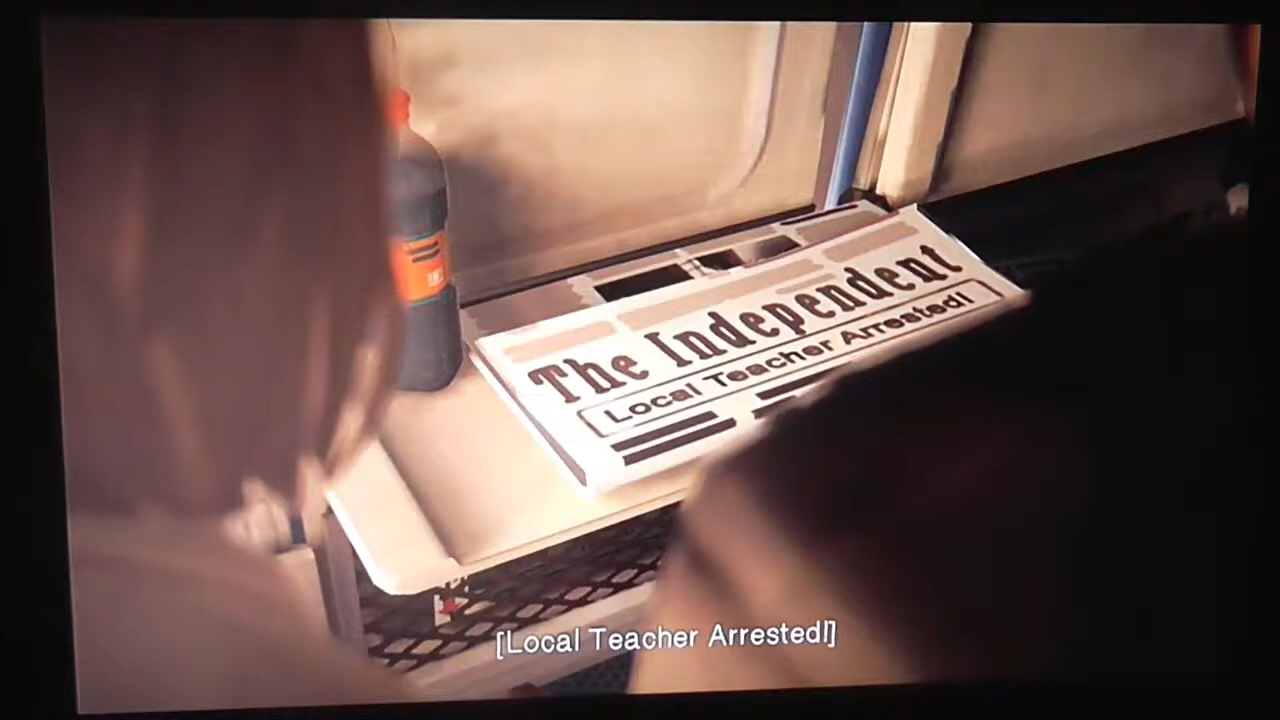 The Independent
Local Teacher Arrested!
[Local Teacher Arrested!]